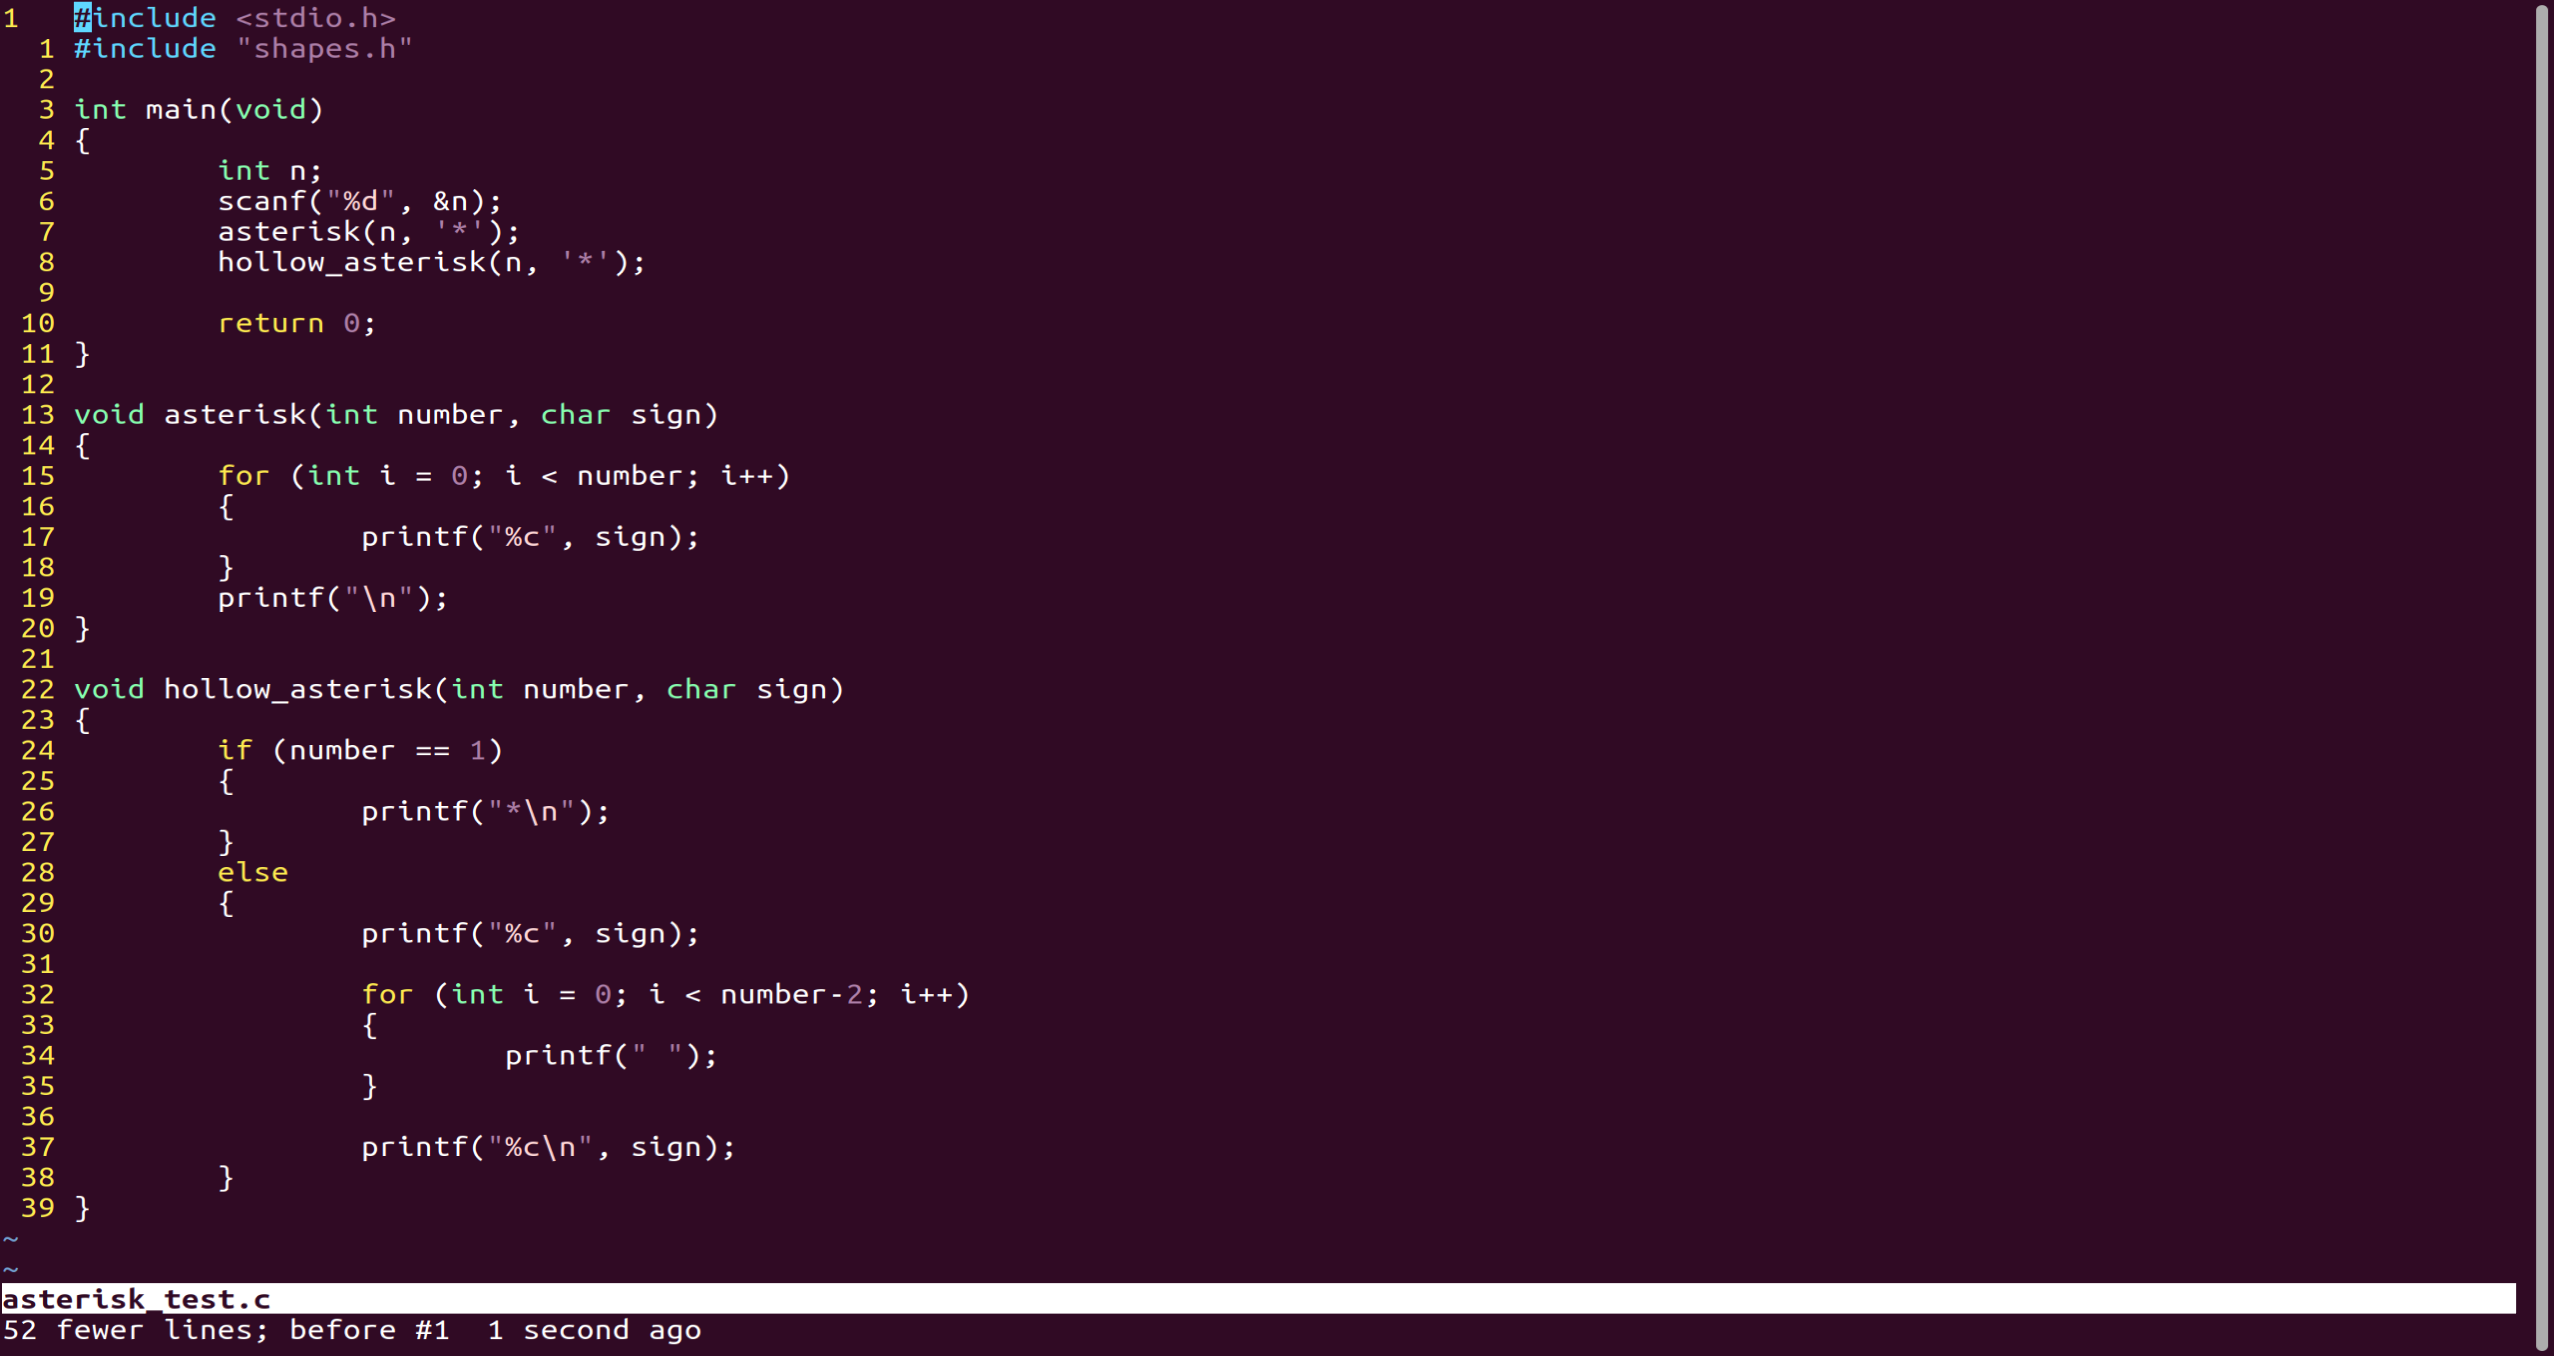 1   #include <stdio.h>
  1 #include "shapes.h"
  2
  3 int main(void)
  4 {
  5         int n;
  6         scanf("%d", &n);
  7         asterisk(n, '*');
  8         hollow_asterisk(n, '*');
  9
 10         return 0;
 11 }
 12
 13 void asterisk(int number, char sign)
 14 {
 15         for (int i = 0; i < number; i++)
 16         {
 17                 printf("%c", sign);
 18         }
 19         printf("\n");
 20 }
 21
 22 void hollow_asterisk(int number, char sign)
 23 {
 24         if (number == 1)
 25         {
 26                 printf("*\n");
 27         }
 28         else
 29         {
 30                 printf("%c", sign);
 31
 32                 for (int i = 0; i < number-2; i++)
 33                 {
 34                         printf(" ");
 35                 }
 36
 37                 printf("%c\n", sign);
 38         }
 39 }
~
~
asterisk_test.c
52 fewer lines; before #1  1 second ago